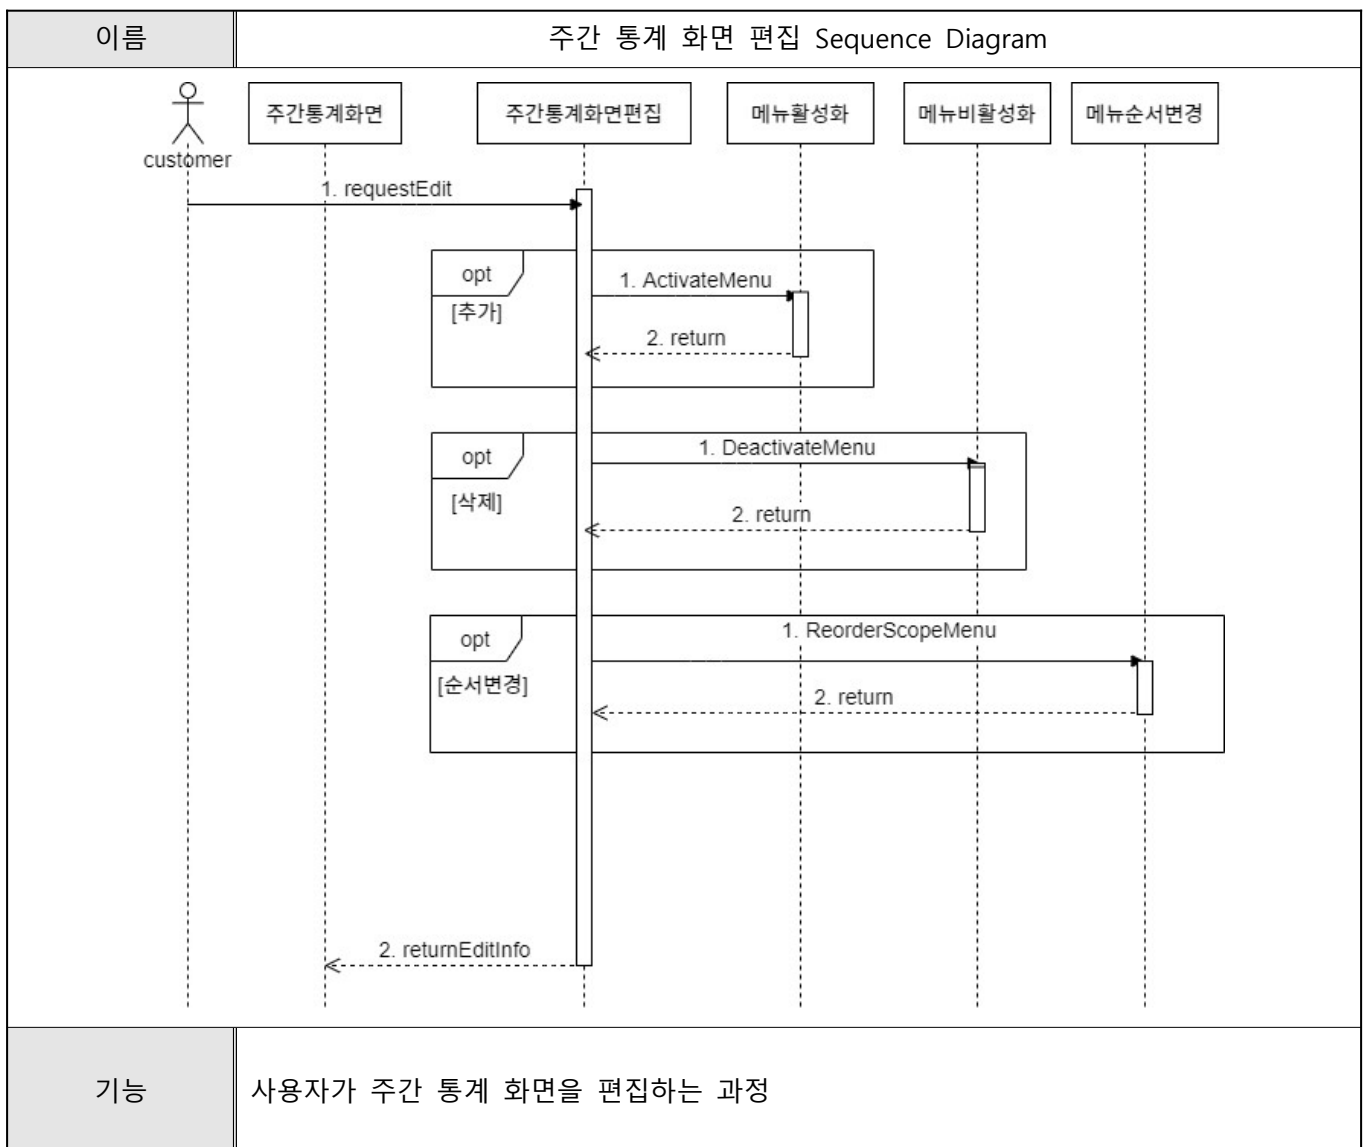 이름
주간 통계 화면 편집 Sequence Diagram
customer
주간통계화면
주간통계화면편집
메뉴활성화
메뉴비활성화
메뉴순서변경
1. requestEdit
opt
[추가]
1. ActivateMenu
2. return
opt
[삭제]
1. DeactivateMenu
2. return
opt
[순서변경]
1. ReorderScopeMenu
2. return
2. returnEditInfo
기능
사용자가 주간 통계 화면을 편집하는 과정